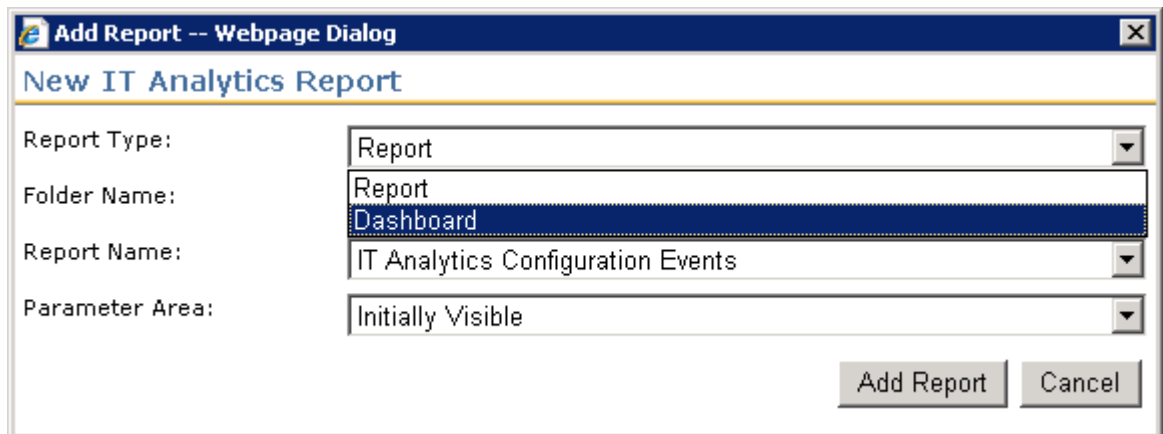 Add Report -- Webpage Dialog
New IT Analytics Report
Report Type:
Report
Report
Folder Name:
Dashboard
Report Name:
IT Analytics Configuration Events
Parameter Area:
Initially Visible
Add Report
Cancel